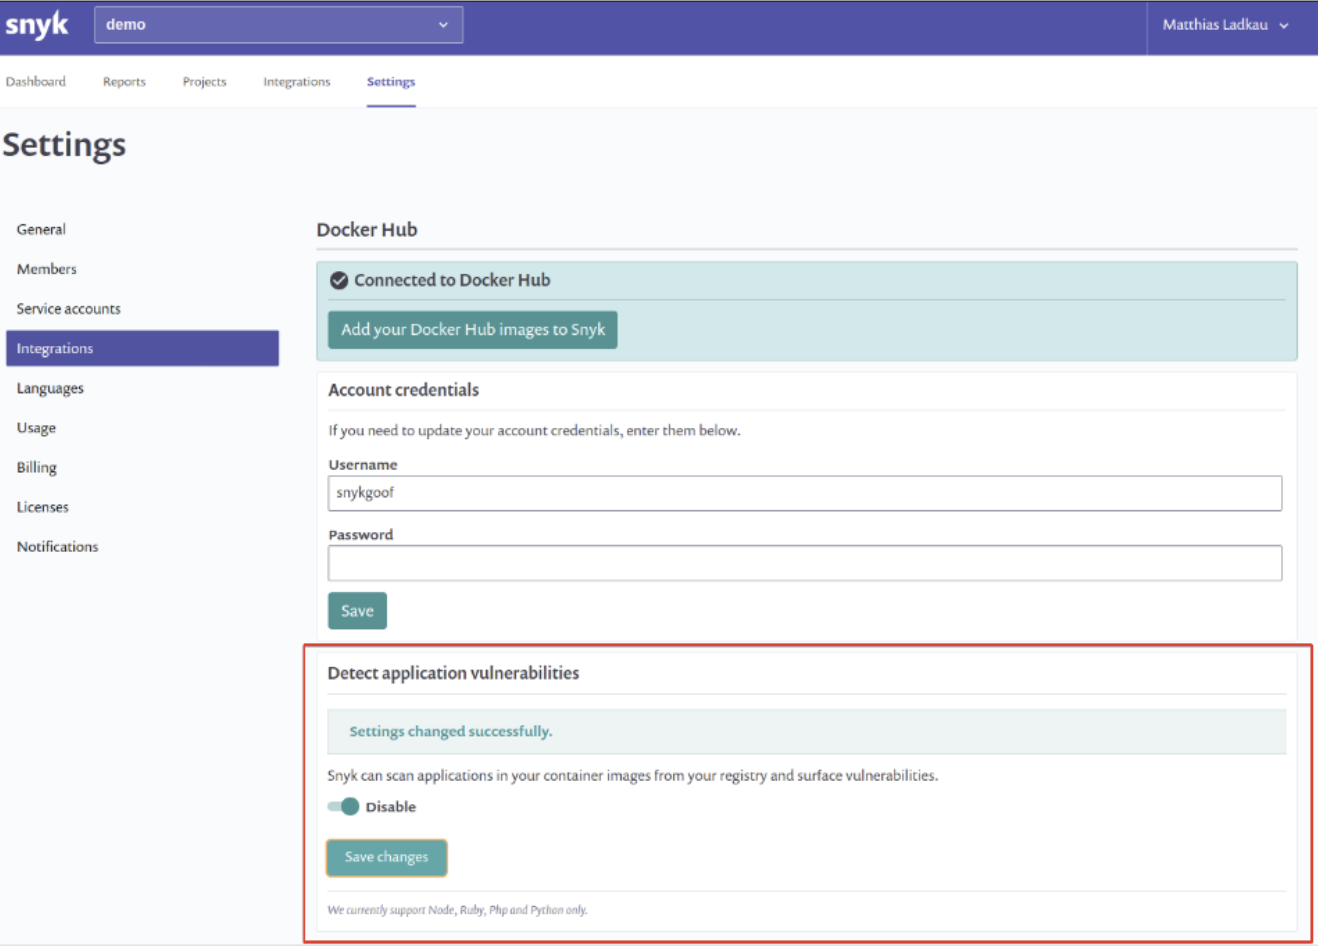 snyk
demo
Matthias Ladkau
Dashboard Reports Projects Integrations Settings
Settings
General
Members
Service accounts
Integrations
Languages
Usage
Billing
Licenses
Notifications
Docker Hub
Connected to Docker Hub
Add your Docker Hub images to Snyk
Account credentials
If you need to update your account credentials, enter them below.
Username
snykgoof
Password
Save
Detect application vulnerabilities
Settings changed successfully.
Snyk can scan applications in your container images from your registry and surface vulnerabilities.
Disable
Save changes
We currently support Node, Ruby, Php and Python only.